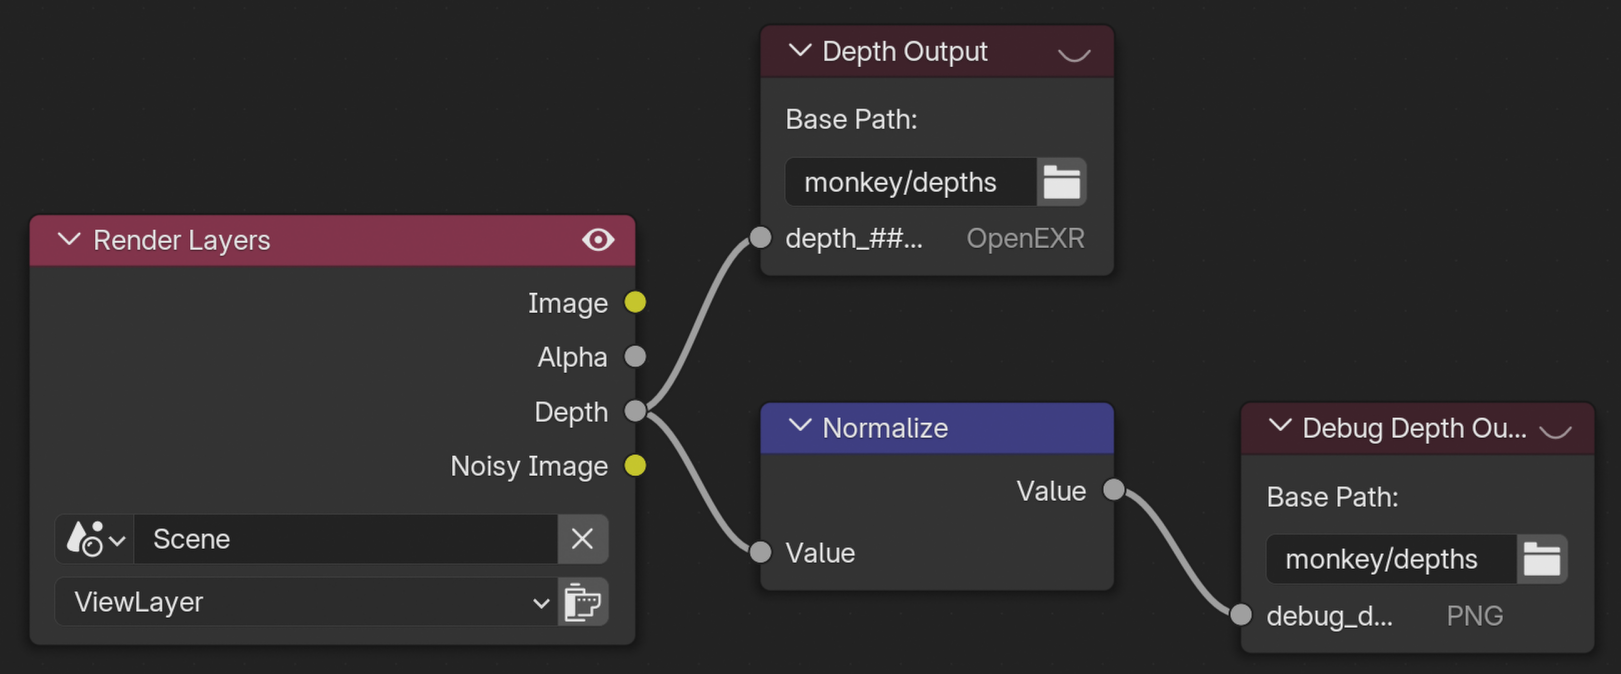 Depth Output
Base Path:
monkey/depths
depth_##... OpenEXR
Render Layers
Image
Alpha
Depth
Noisy Image
Scene
ViewLayer
Normalize
Value
Value
Debug Depth Ou...
Base Path:
monkey/depths
debug_d... PNG